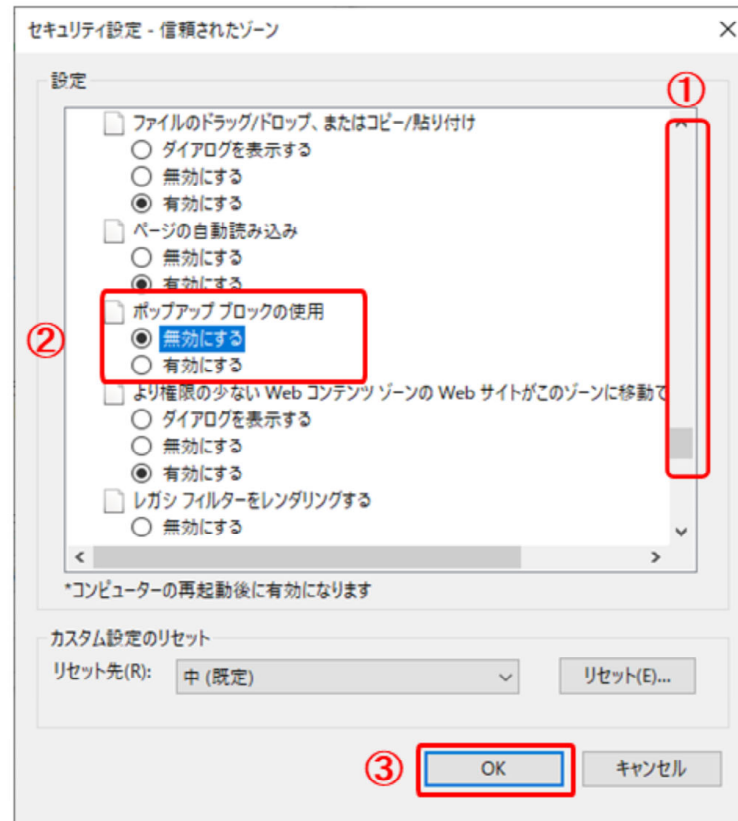 セキュリティ設定 - 信頼されたゾーン
設定
①
ファイルのドラッグ/ドロップ、またはコピー/貼り付け
ダイアログを表示する
無効にする
有効にする
ページの自動読み込み
無効にする
有効にする
ポップアップ ブロックの使用
②
無効にする
有効にする
より権限の少ない Web コンテンツ ゾーンの Web サイトがこのゾーンに移動で
ダイアログを表示する
無効にする
有効にする
レガシ フィルターをレンダリングする
無効にする
*コンピューターの再起動後に有効になります
カスタム設定のリセット
リセット先(R): 中 (既定) リセット(E)...
③ OK キャンセル